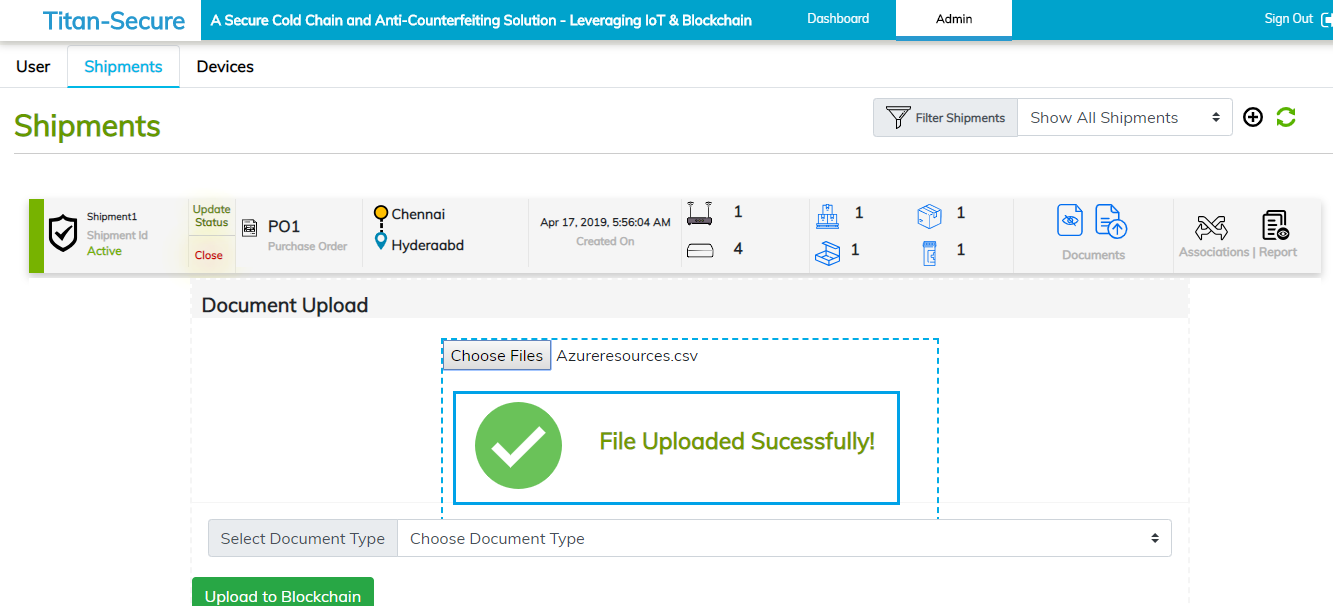 Titan-Secure
A Secure Cold Chain and Anti-Counterfeiting Solution - Leveraging IoT & Blockchain
Dashboard
Admin
Sign Out
User
Shipments
Devices
Shipments
Filter Shipments
Show All Shipments
Shipment1
Shipment Id
Active
Update
Status
Close
PO1
Purchase Order
Chennai
Hyderaabd
Apr 17, 2019, 5:56:04 AM
Created On
1
4
1
1
1
1
Documents
Associations | Report
Document Upload
Choose Files Azureresources.csv
File Uploaded Sucessfully!
Select Document Type
Choose Document Type
Upload to Blockchain